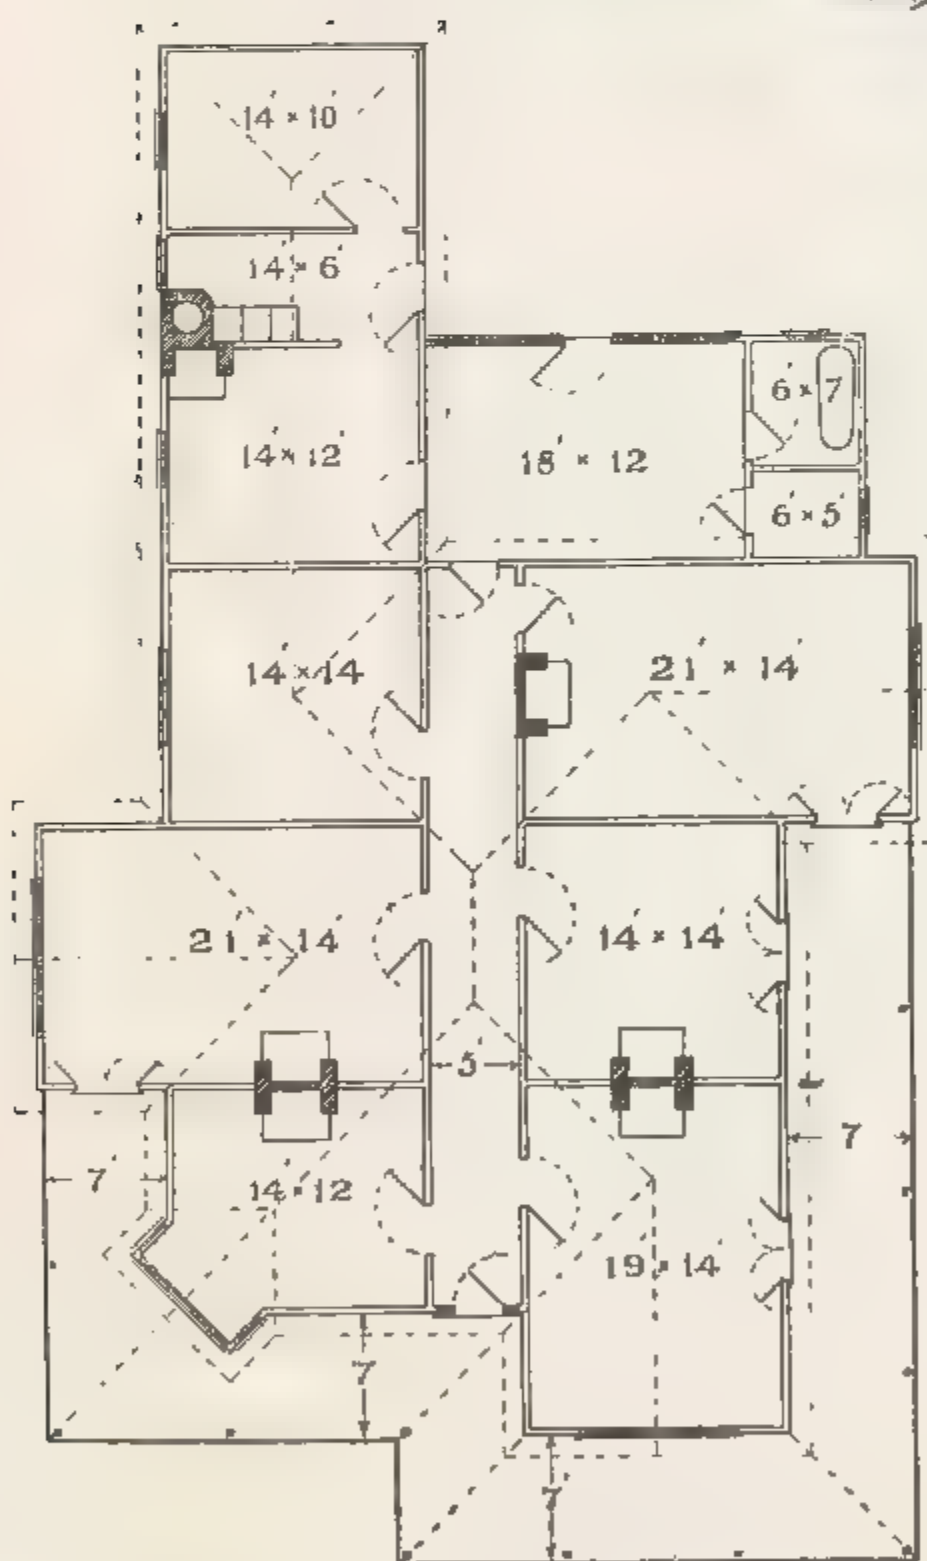 14' × 10'
14' × 6'
6' × 7'
14' × 12'
18' × 12
6' × 5'
14' × 14
21' × 14'
21' × 14'
14' × 14'
5'
7
7'
14' × 12
19' × 14'
7'
7'